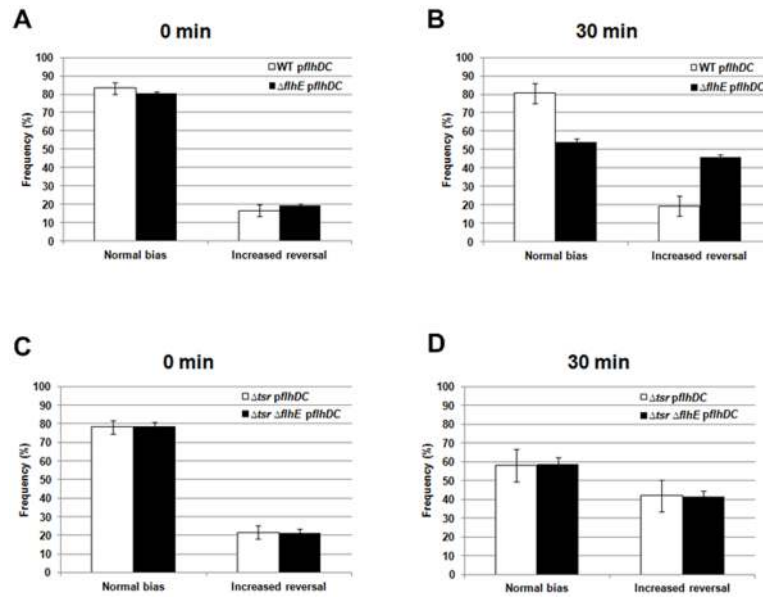 A
0 min
WT pflhDC
ΔflhE pflhDC
Frequency (%)
100
90
80
70
60
50
40
30
20
10
0
Normal bias
Increased reversal
B
30 min
WT pflhDC
ΔflhE pflhDC
Frequency (%)
100
90
80
70
60
50
40
30
20
10
0
Normal bias
Increased reversal
C
0 min
Δtsr pflhDC
Δtsr ΔflhE pflhDC
Frequency (%)
100
90
80
70
60
50
40
30
20
10
0
Normal bias
Increased reversal
D
30 min
Δtsr pflhDC
Δtsr ΔflhE pflhDC
Frequency (%)
100
90
80
70
60
50
40
30
20
10
0
Normal bias
Increased reversal